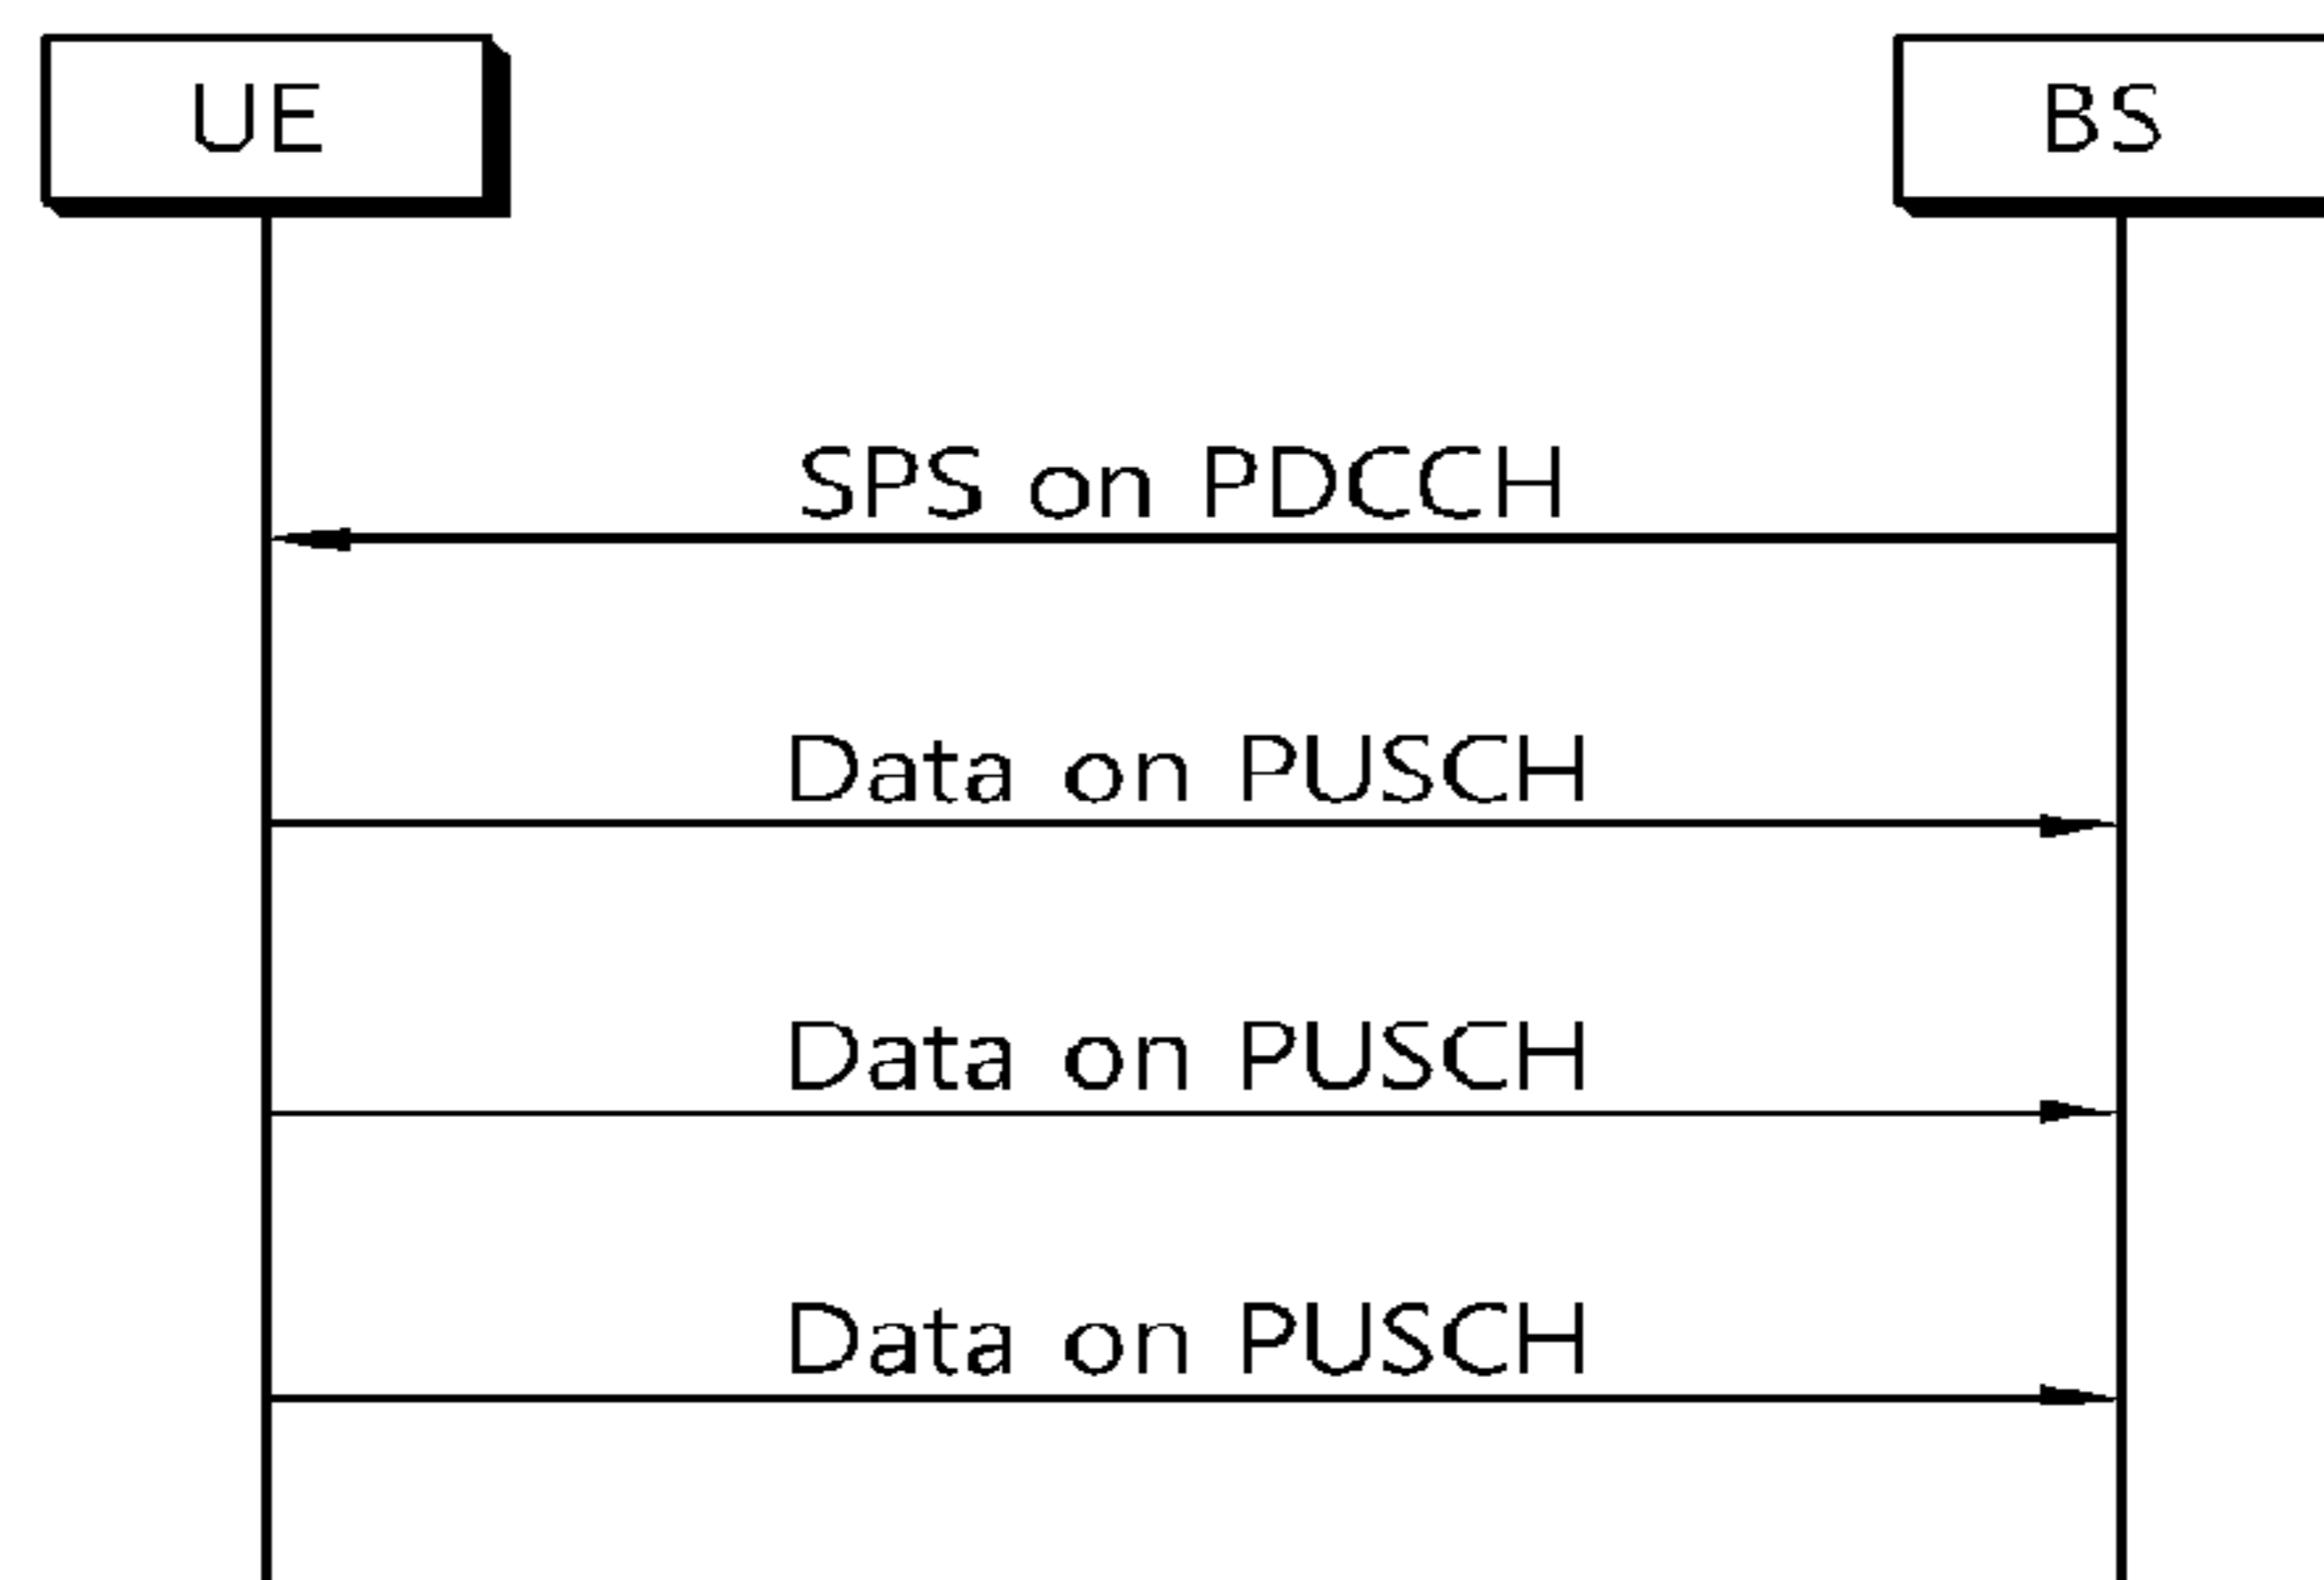 UE
BS
SPS on PDCCH
Data on PUSCH
Data on PUSCH
Data on PUSCH